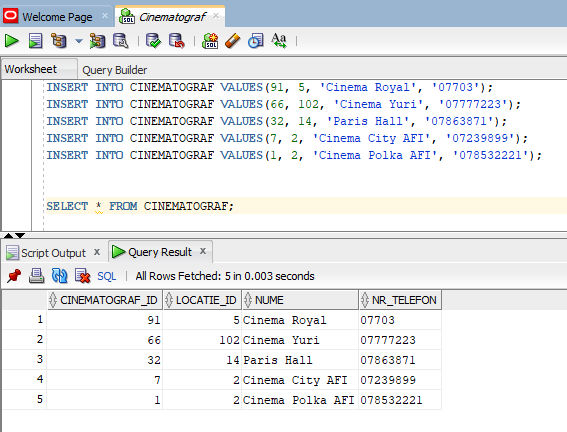 Welcome Page × Cinematograf ×
SQL
Aa
Worksheet Query Builder
INSERT INTO CINEMATOGRAF VALUES(91, 5, 'Cinema Royal', '07703');
INSERT INTO CINEMATOGRAF VALUES(66, 102, 'Cinema Yuri', '07777223');
INSERT INTO CINEMATOGRAF VALUES(32, 14, 'Paris Hall', '07863871');
INSERT INTO CINEMATOGRAF VALUES(7, 2, 'Cinema City AFI', '07239899');
INSERT INTO CINEMATOGRAF VALUES(1, 2, 'Cinema Polka AFI', '078532221');
SELECT * FROM CINEMATOGRAF;
Script Output × Query Result ×
SQL All Rows Fetched: 5 in 0.003 seconds
CINEMATOGRAF_ID LOCATIE_ID NUME NR_TELEFON
1 91 5 Cinema Royal 07703
2 66 102 Cinema Yuri 07777223
3 32 14 Paris Hall 07863871
4 7 2 Cinema City AFI 07239899
5 1 2 Cinema Polka AFI 078532221